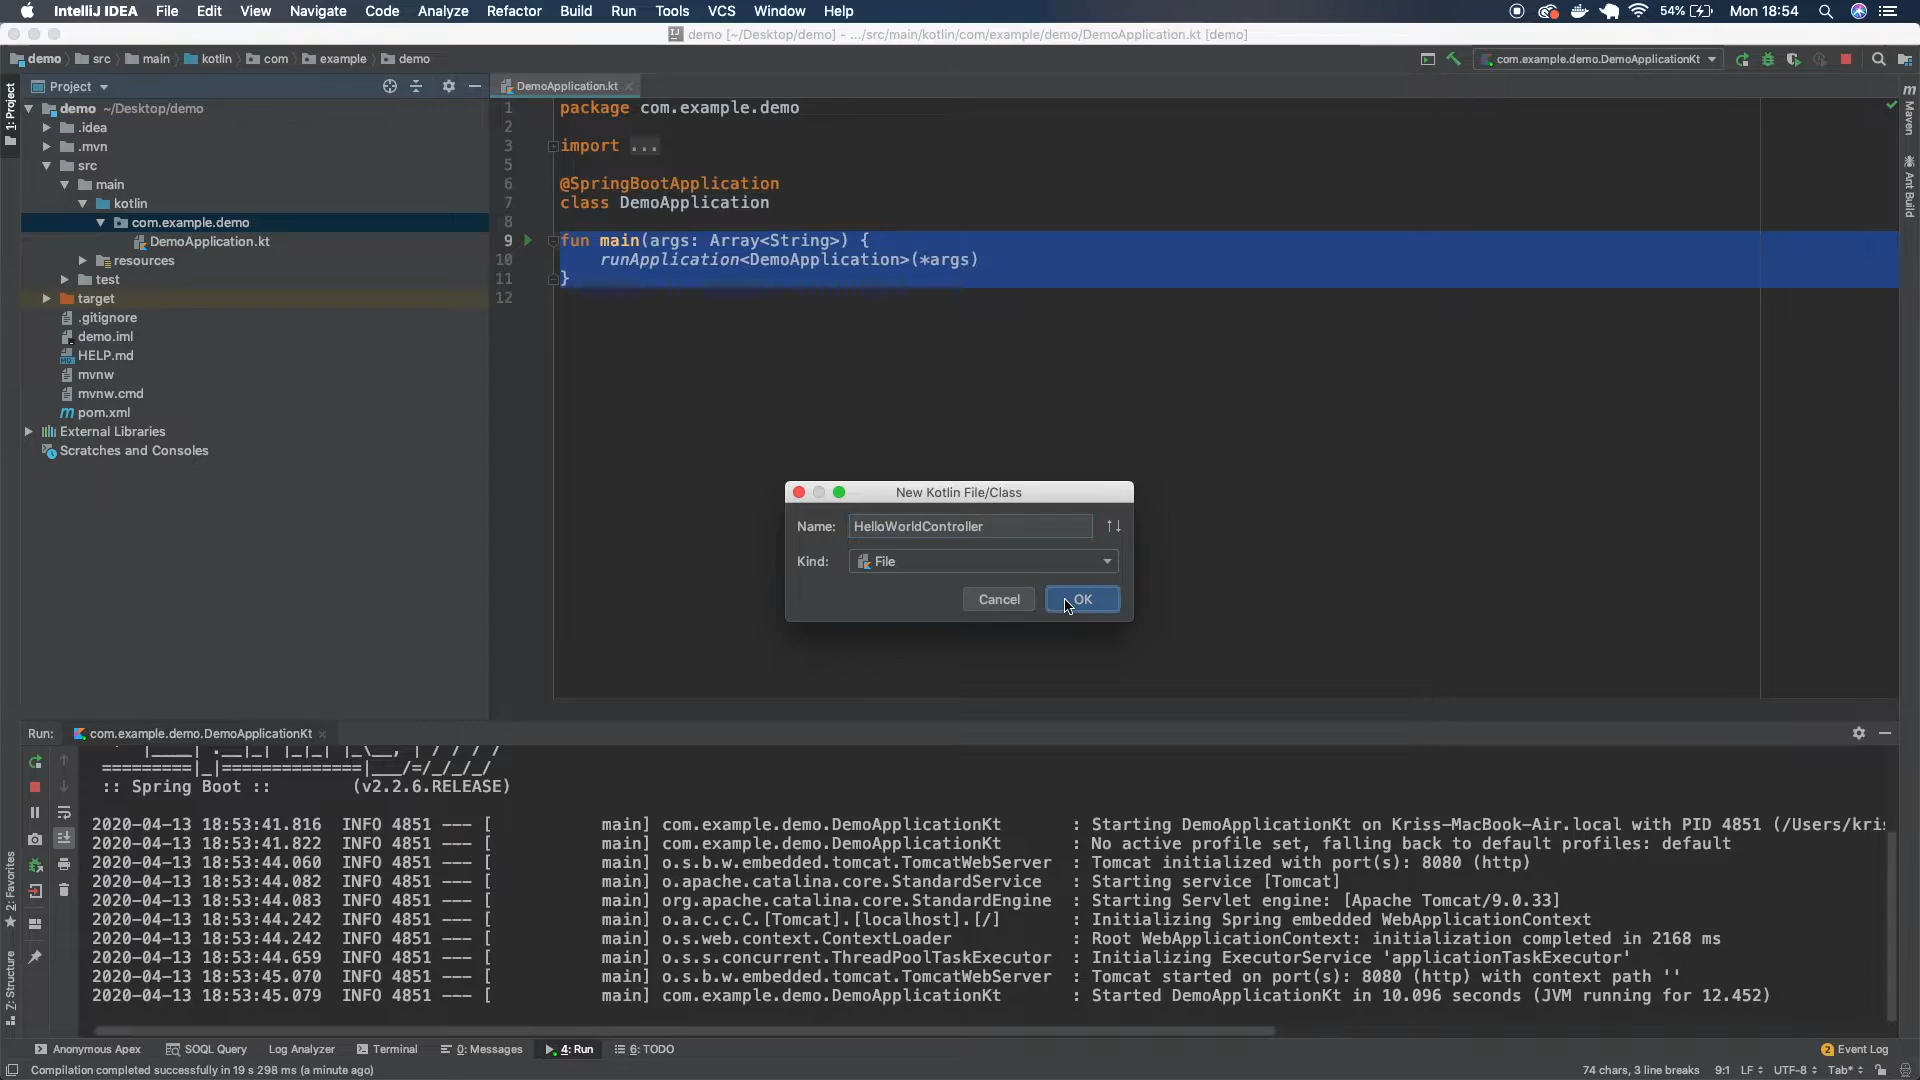 IntelliJ IDEA File Edit View Navigate Code Analyze Refactor Build Run Tools VCS Window Help 54% Mon 18:54
demo [~/Desktop/demo] - .../src/main/kotlin/com/example/demo/DemoApplication.kt [demo]
demo src main kotlin com example demo com.example.demo.DemoApplicationKt
Project DemoApplication.kt
1: Project
demo ~/Desktop/demo
.idea
.mvn
src
main
kotlin
com.example.demo
DemoApplication.kt
resources
test
target
.gitignore
demo.iml
HELP.md
mvnw
mvnw.cmd
pom.xml
External Libraries
Scratches and Consoles
1 package com.example.demo
2
3 import ...
5
6 @SpringBootApplication
7 class DemoApplication
8
9 fun main(args: Array<String>) {
10 runApplication<DemoApplication>(*args)
11 }
12
Maven
Ant Build
New Kotlin File/Class
Name: HelloWorldController
Kind: File
Cancel OK
Run: com.example.demo.DemoApplicationKt
:: Spring Boot :: (v2.2.6.RELEASE)
2020-04-13 18:53:41.816 INFO 4851 --- [ main] com.example.demo.DemoApplicationKt : Starting DemoApplicationKt on Kriss-MacBook-Air.local with PID 4851 (/Users/kris
2020-04-13 18:53:41.822 INFO 4851 --- [ main] com.example.demo.DemoApplicationKt : No active profile set, falling back to default profiles: default
2020-04-13 18:53:44.060 INFO 4851 --- [ main] o.s.b.w.embedded.tomcat.TomcatWebServer : Tomcat initialized with port(s): 8080 (http)
2020-04-13 18:53:44.082 INFO 4851 --- [ main] o.apache.catalina.core.StandardService : Starting service [Tomcat]
2020-04-13 18:53:44.083 INFO 4851 --- [ main] org.apache.catalina.core.StandardEngine : Starting Servlet engine: [Apache Tomcat/9.0.33]
2020-04-13 18:53:44.242 INFO 4851 --- [ main] o.a.c.c.C.[Tomcat].[localhost].[/] : Initializing Spring embedded WebApplicationContext
2020-04-13 18:53:44.242 INFO 4851 --- [ main] o.s.web.context.ContextLoader : Root WebApplicationContext: initialization completed in 2168 ms
2020-04-13 18:53:44.659 INFO 4851 --- [ main] o.s.s.concurrent.ThreadPoolTaskExecutor : Initializing ExecutorService 'applicationTaskExecutor'
2020-04-13 18:53:45.070 INFO 4851 --- [ main] o.s.b.w.embedded.tomcat.TomcatWebServer : Tomcat started on port(s): 8080 (http) with context path ''
2020-04-13 18:53:45.079 INFO 4851 --- [ main] com.example.demo.DemoApplicationKt : Started DemoApplicationKt in 10.096 seconds (JVM running for 12.452)
2: Favorites
Z: Structure
Anonymous Apex SOQL Query Log Analyzer Terminal 0: Messages 4: Run 6: TODO 2 Event Log
Compilation completed successfully in 19 s 298 ms (a minute ago) 74 chars, 3 line breaks 9:1 LF UTF-8 Tab*